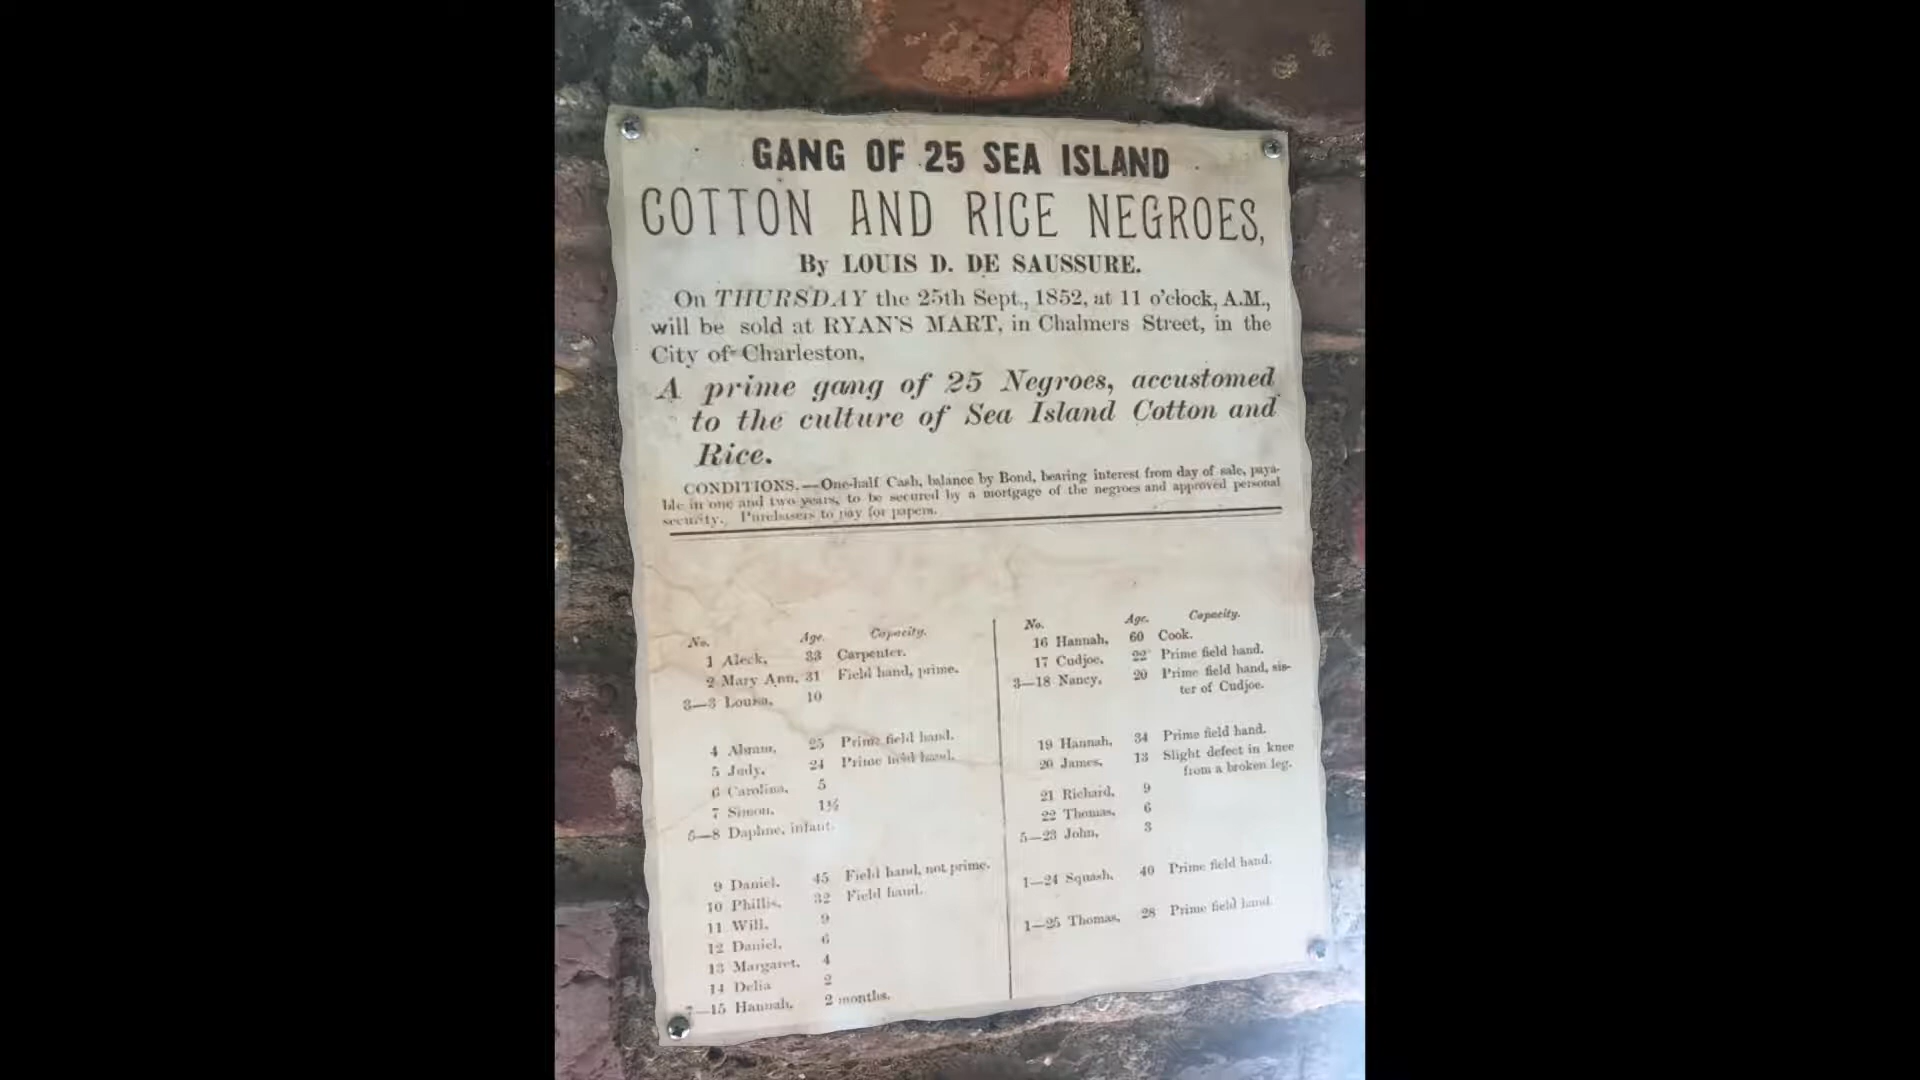 GANG OF 25 SEA ISLAND
COTTON AND RICE NEGROES,
By LOUIS D. DE SAUSSURE.
On THURSDAY the 25th Sept., 1852, at 11 o'clock, A.M.,
will be sold at RYAN'S MART, in Chalmers Street, in the
City of Charleston,
A prime gang of 25 Negroes, accustomed
to the culture of Sea Island Cotton and
Rice.
CONDITIONS.—One-half Cash, balance by Bond, bearing interest from day of sale, paya-
ble in one and two years, to be secured by a mortgage of the negroes and approved personal
security. Purchasers to pay for papers.
No. Age. Capacity.
1 Aleck, 33 Carpenter.
2 Mary Ann, 31 Field hand, prime.
3—3 Louisa, 10
4 Abram, 25 Prime field hand.
5 Judy, 24 Prime field hand.
6 Carolina, 5
7 Simon, 1½
5—8 Daphne, infant.
9 Daniel, 45 Field hand, not prime.
10 Phillis, 32 Field hand.
11 Will, 9
12 Daniel, 6
13 Margaret, 4
14 Delia 2
7—15 Hannah, 2 months.
No. Age. Capacity.
16 Hannah, 60 Cook.
17 Cudjoe, 22 Prime field hand.
3—18 Nancy, 20 Prime field hand, sis-
ter of Cudjoe.
19 Hannah, 34 Prime field hand.
20 James, 13 Slight defect in knee
from a broken leg.
21 Richard, 9
22 Thomas, 6
5—23 John, 3
1—24 Squash, 40 Prime field hand.
1—25 Thomas, 28 Prime field hand.